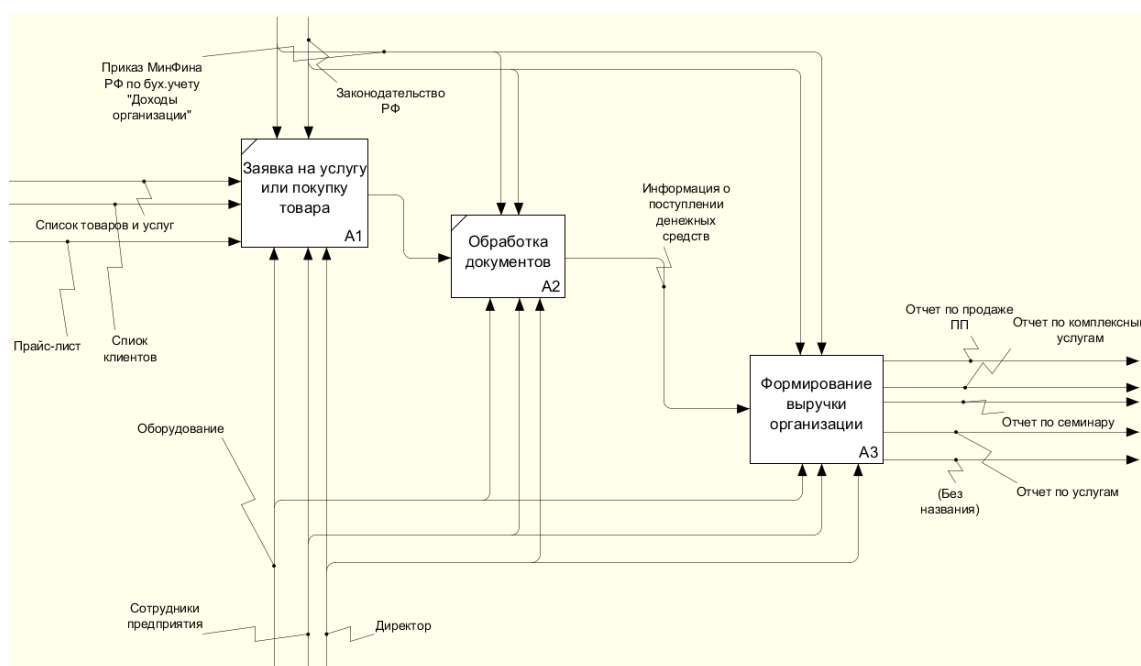 Приказ МинФина
РФ по бух.учету
"Доходы
организации"
Законодательство
РФ
Заявка на услугу
или покупку
товара
A1
Список товаров и услуг
Прайс-лист
Спиок
клиентов
Обработка
документов
A2
Информация о
поступлении
денежных
средств
Отчет по продаже
ПП
Отчет по комплексным
услугам
Формирование
выручки
организации
A3
Отчет по семинару
Отчет по услугам
(Без
названия)
Оборудование
Сотрудники
предприятия
Директор